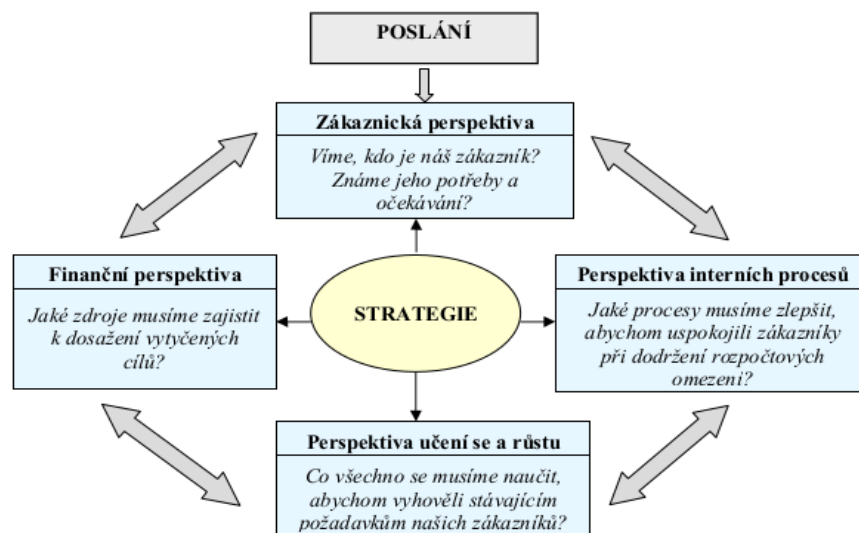 POSLÁNÍ
Zákaznická perspektiva
Víme, kdo je náš zákazník?
Známe jeho potřeby a
očekávání?
Finanční perspektiva
Jaké zdroje musíme zajistit
k dosažení vytyčených
cílů?
STRATEGIE
Perspektiva interních procesů
Jaké procesy musíme zlepšit,
abychom uspokojili zákazníky
při dodržení rozpočtových
omezeni?
Perspektiva učení se a růstu
Co všechno se musíme naučit,
abychom vyhověli stávajícím
požadavkům našich zákazníků?